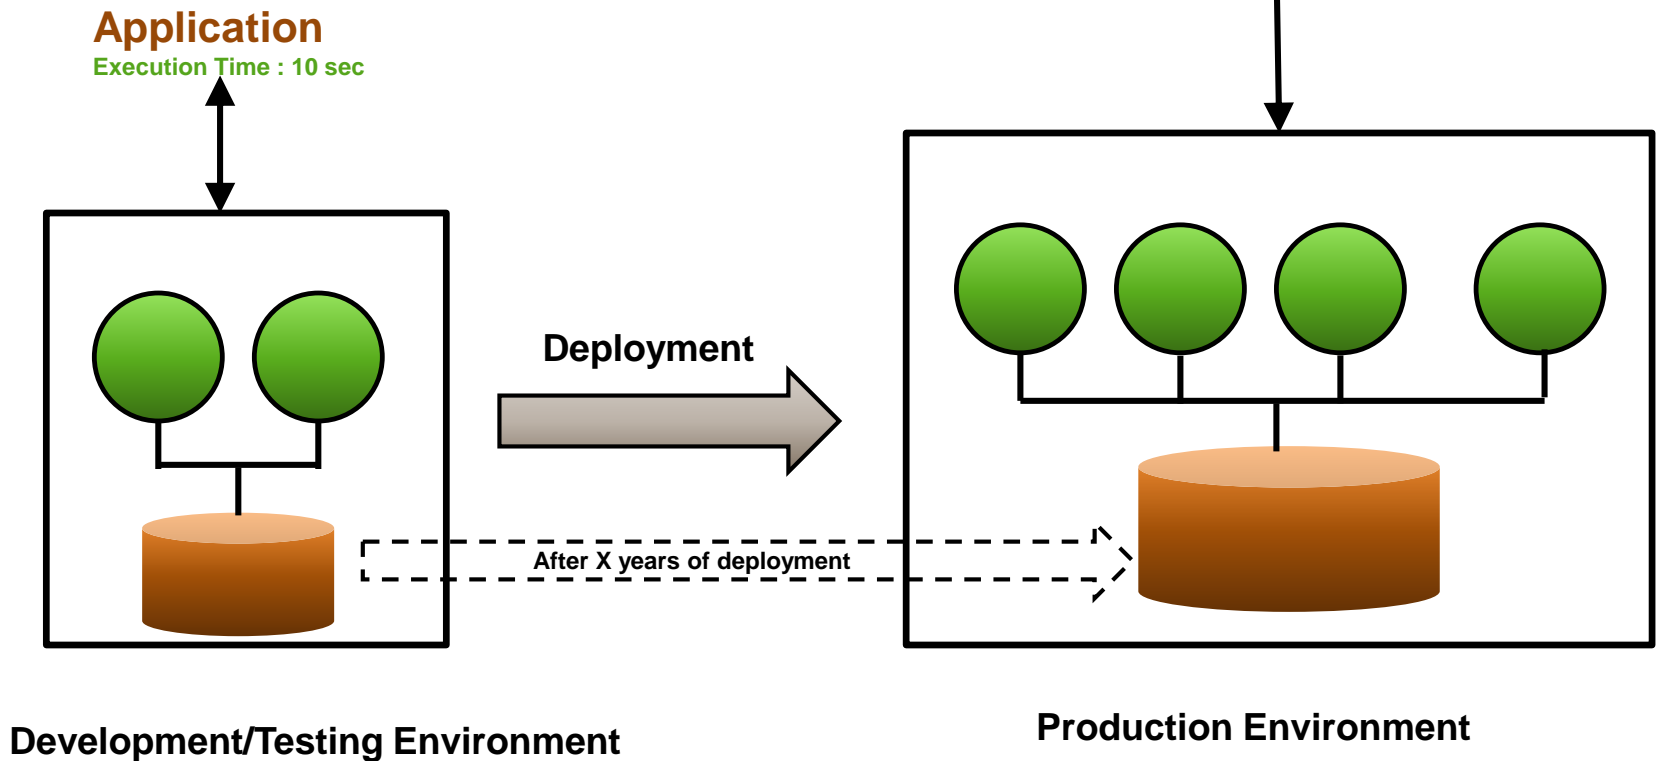 Application
Execution Time : 10 sec
Deployment
After X years of deployment
Production Environment
Development/Testing Environment